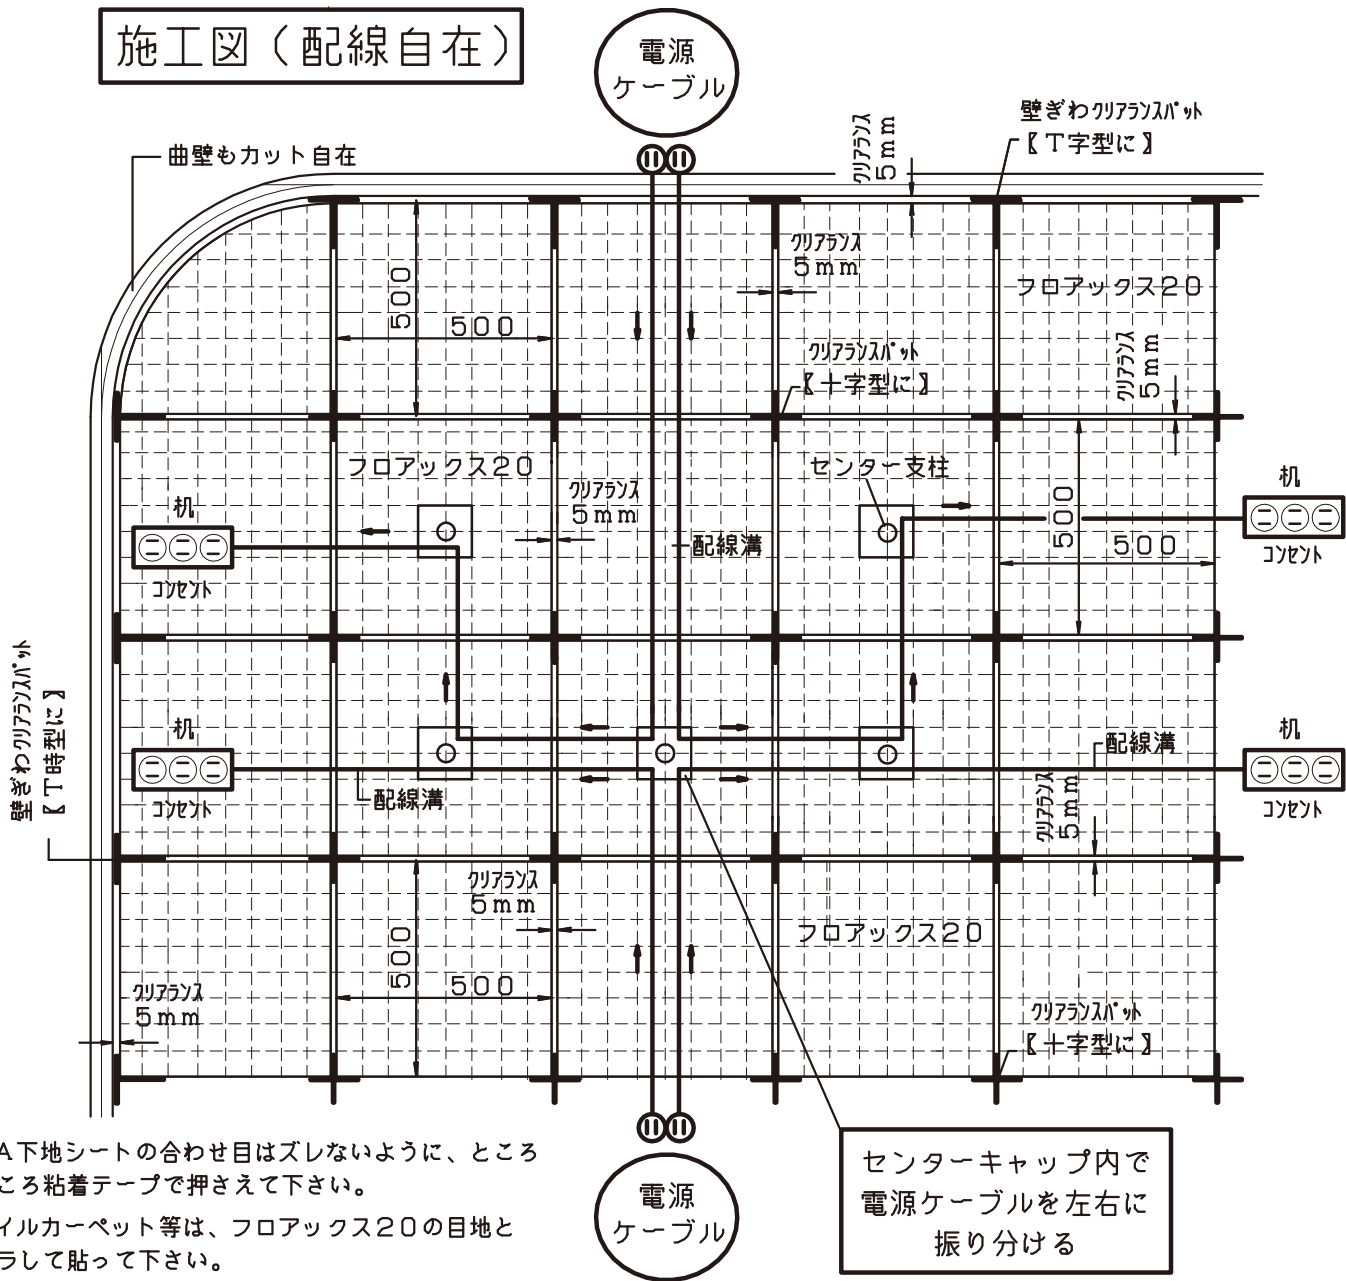 施工図（配線自在）
電源
ケーブル
曲壁もカット自在
クリアランス
5mm
壁ぎわクリアランスパット
【丁字型に】
クリアランス
5mm
フロアックス20
500
500
クリアランスパット
【十字型に】
クリアランス
5mm
フロアックス20
センター支柱
クリアランス
5mm
机
コンセント
配線溝
500
500
机
コンセント
壁ぎわクリアランスパット
【丁時型に】
机
コンセント
配線溝
配線溝
クリアランス
5mm
机
コンセント
クリアランス
5mm
500
500
フロアックス20
クリアランス
5mm
クリアランスパット
【十字型に】
A下地シートの合わせ目はズレないように、ところ
ころ粘着テープで押さえて下さい。
イルカーペット等は、フロアックス20の目地と
ラして貼って下さい。
電源
ケーブル
センターキャップ内で
電源ケーブルを左右に
振り分ける